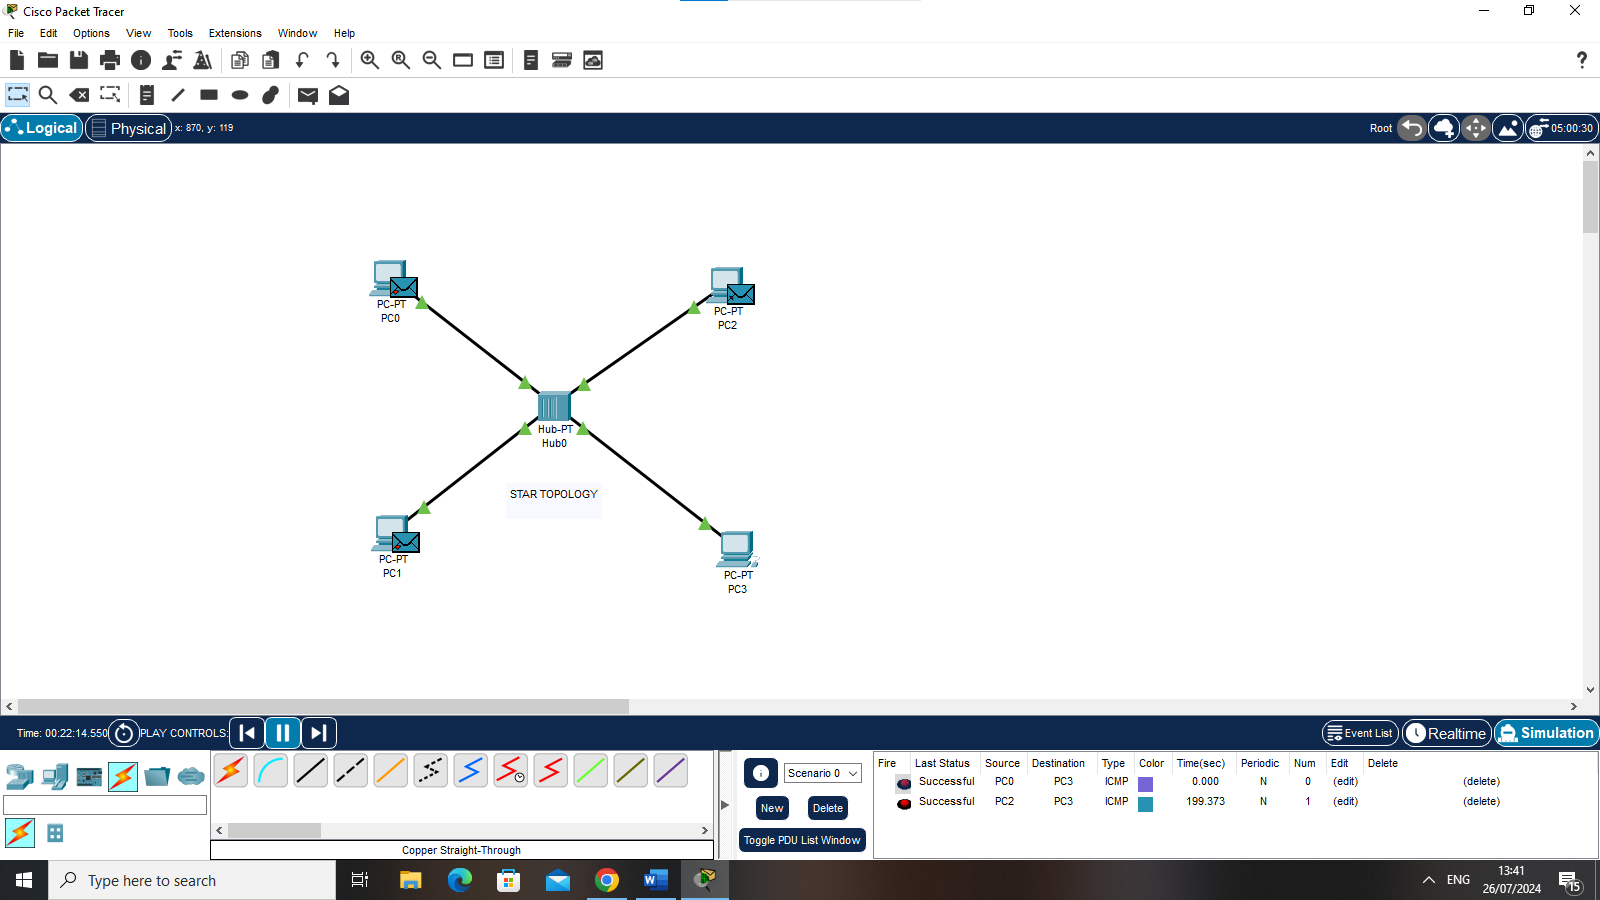 Cisco Packet Tracer
File Edit Options View Tools Extensions Window Help
Logical Physical x: 870, y: 119 Root 05:00:30
PC-PT
PC0
PC-PT
PC2
Hub-PT
Hub0
STAR TOPOLOGY
PC-PT
PC1
PC-PT
PC3
Time: 00:22:14.550 PLAY CONTROLS: Event List Realtime Simulation
Scenario 0
New Delete
Toggle PDU List Window
Fire Last Status Source Destination Type Color Time(sec) Periodic Num Edit Delete
Successful PC0 PC3 ICMP 0.000 N 0 (edit) (delete)
Successful PC2 PC3 ICMP 199.373 N 1 (edit) (delete)
Copper Straight-Through
Type here to search
ENG
13:41
26/07/2024
15